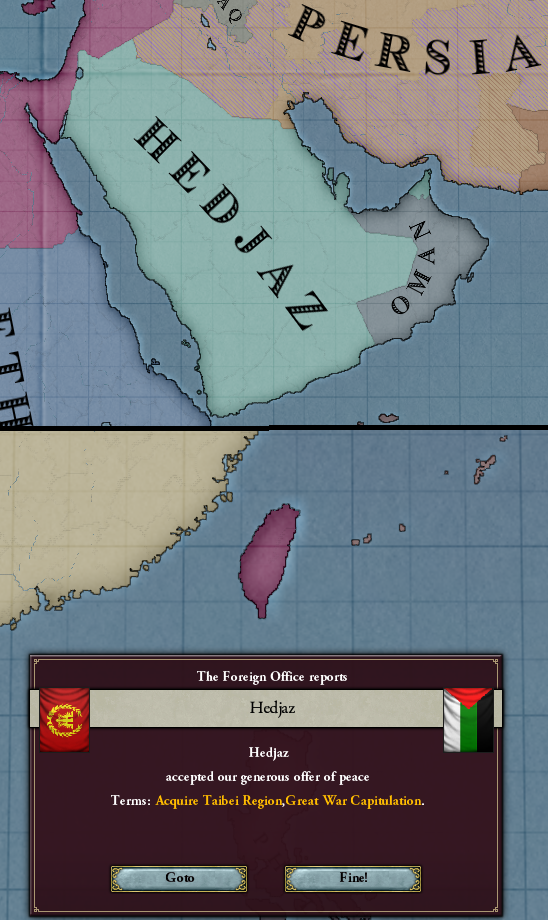 AQ
PERSIA
HEDJAZ
OMAN
ETH
The Foreign Office reports
Hedjaz
Hedjaz
accepted our generous offer of peace
Terms: Acquire Taibei Region,Great War Capitulation.
Goto
Fine!